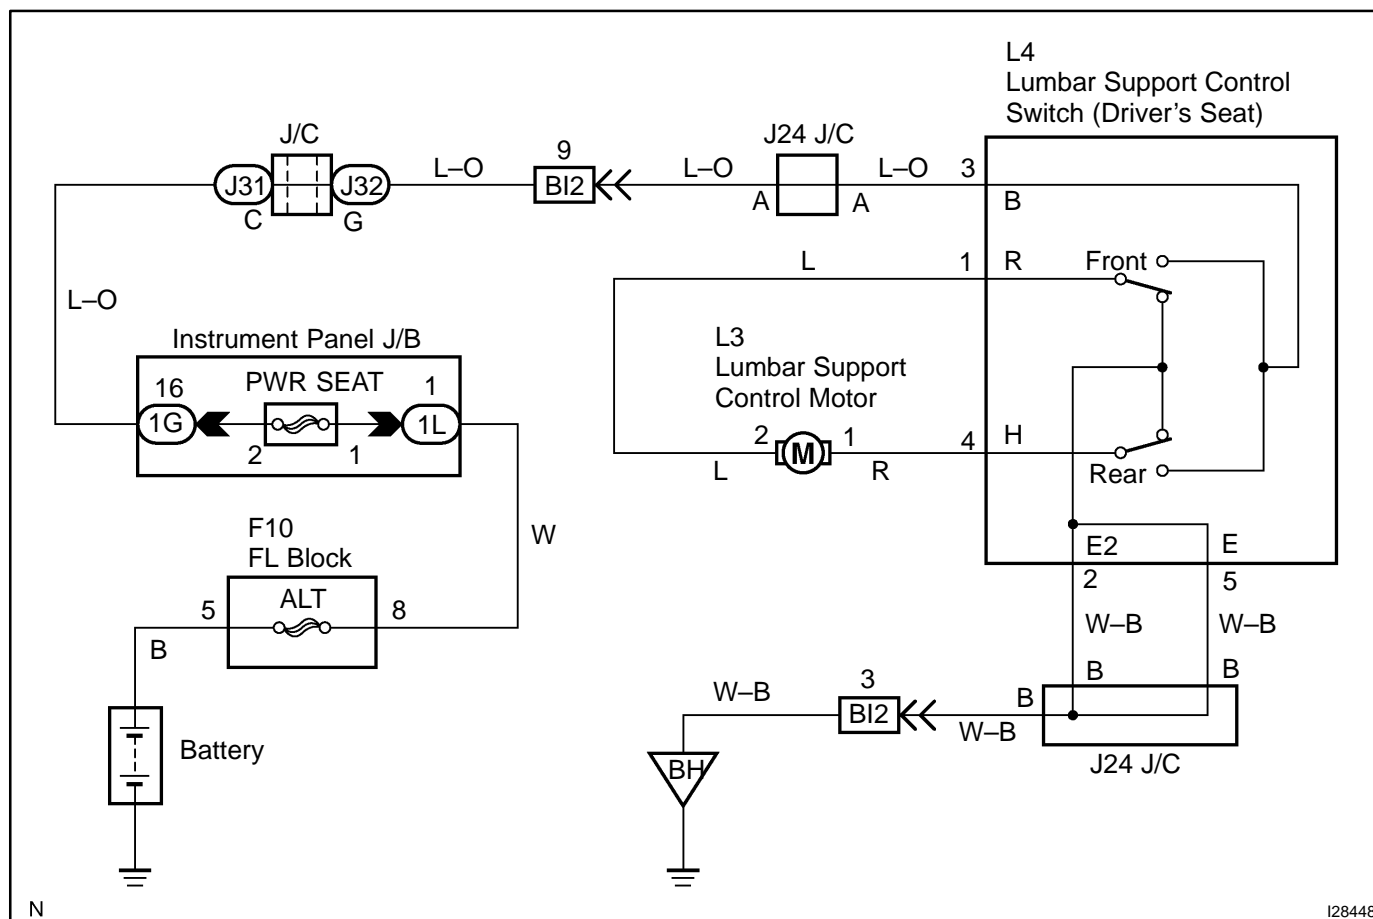 L4
Lumbar Support Control
Switch (Driver's Seat)
J/C
J24 J/C
9
L–O
L–O
L–O
3
J31
J32
BI2
C
G
A
A
B
L
1
R
Front
L–O
Instrument Panel J/B
L3
Lumbar Support
Control Motor
16
PWR SEAT
1
1G
1L
2
1
2
M
1
4
H
L
R
Rear
F10
FL Block
W
E2
E
2
5
5
ALT
8
B
W–B
W–B
B
B
W–B
3
B
BI2
W–B
J24 J/C
Battery
BH
N
I28448